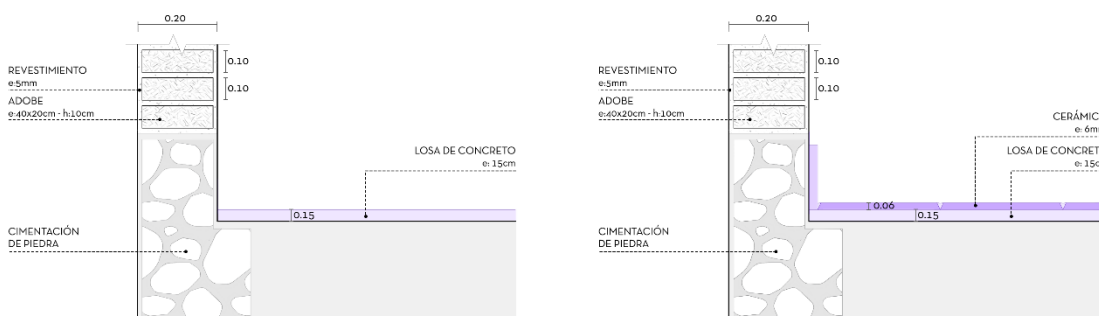 0.20
0.10
0.10
REVESTIMIENTO
e:5mm
ADOBE
e:40x20cm - h:10cm
LOSA DE CONCRETO
e: 15cm
0.15
CIMENTACIÓN
DE PIEDRA
0.20
0.10
0.10
REVESTIMIENTO
e:5mm
ADOBE
e:40x20cm - h:10cm
CERÁMIC
e: 6m
LOSA DE CONCRET
e: 15c
0.06
0.15
CIMENTACIÓN
DE PIEDRA